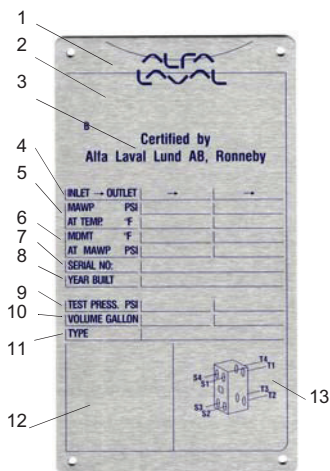 1
2
3
ALFA
LAVAL
B
Certified by
Alfa Laval Lund AB, Ronneby
4
5
6
7
8
INLET → OUTLET → →
MAWP PSI
AT TEMP. °F
MDMT °F
AT MAWP PSI
SERIAL NO:
YEAR BUILT
9
10
11
TEST PRESS. PSI
VOLUME GALLON
TYPE
12
T4
S4 T1
S1
T3
S3 T2
S2
13